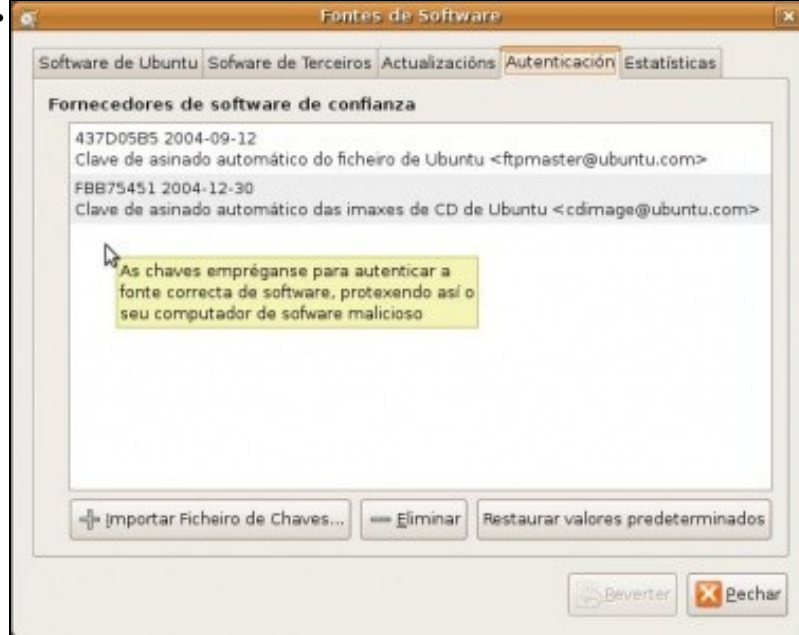 Fontes de Software
Software de Ubuntu Sofware de Terceiros Actualizacións Autenticación Estatísticas
Fornecedores de software de confianza
437D05B5 2004-09-12
Clave de asinado automático do ficheiro de Ubuntu <ftpmaster@ubuntu.com>
FBB75451 2004-12-30
Clave de asinado automático das imaxes de CD de Ubuntu <cdimage@ubuntu.com>
As chaves empréganse para autenticar a
fonte correcta de software, protexendo así o
seu computador de sofware malicioso
Importar Ficheiro de Chaves... Eliminar Restaurar valores predeterminados
Reverter Pechar